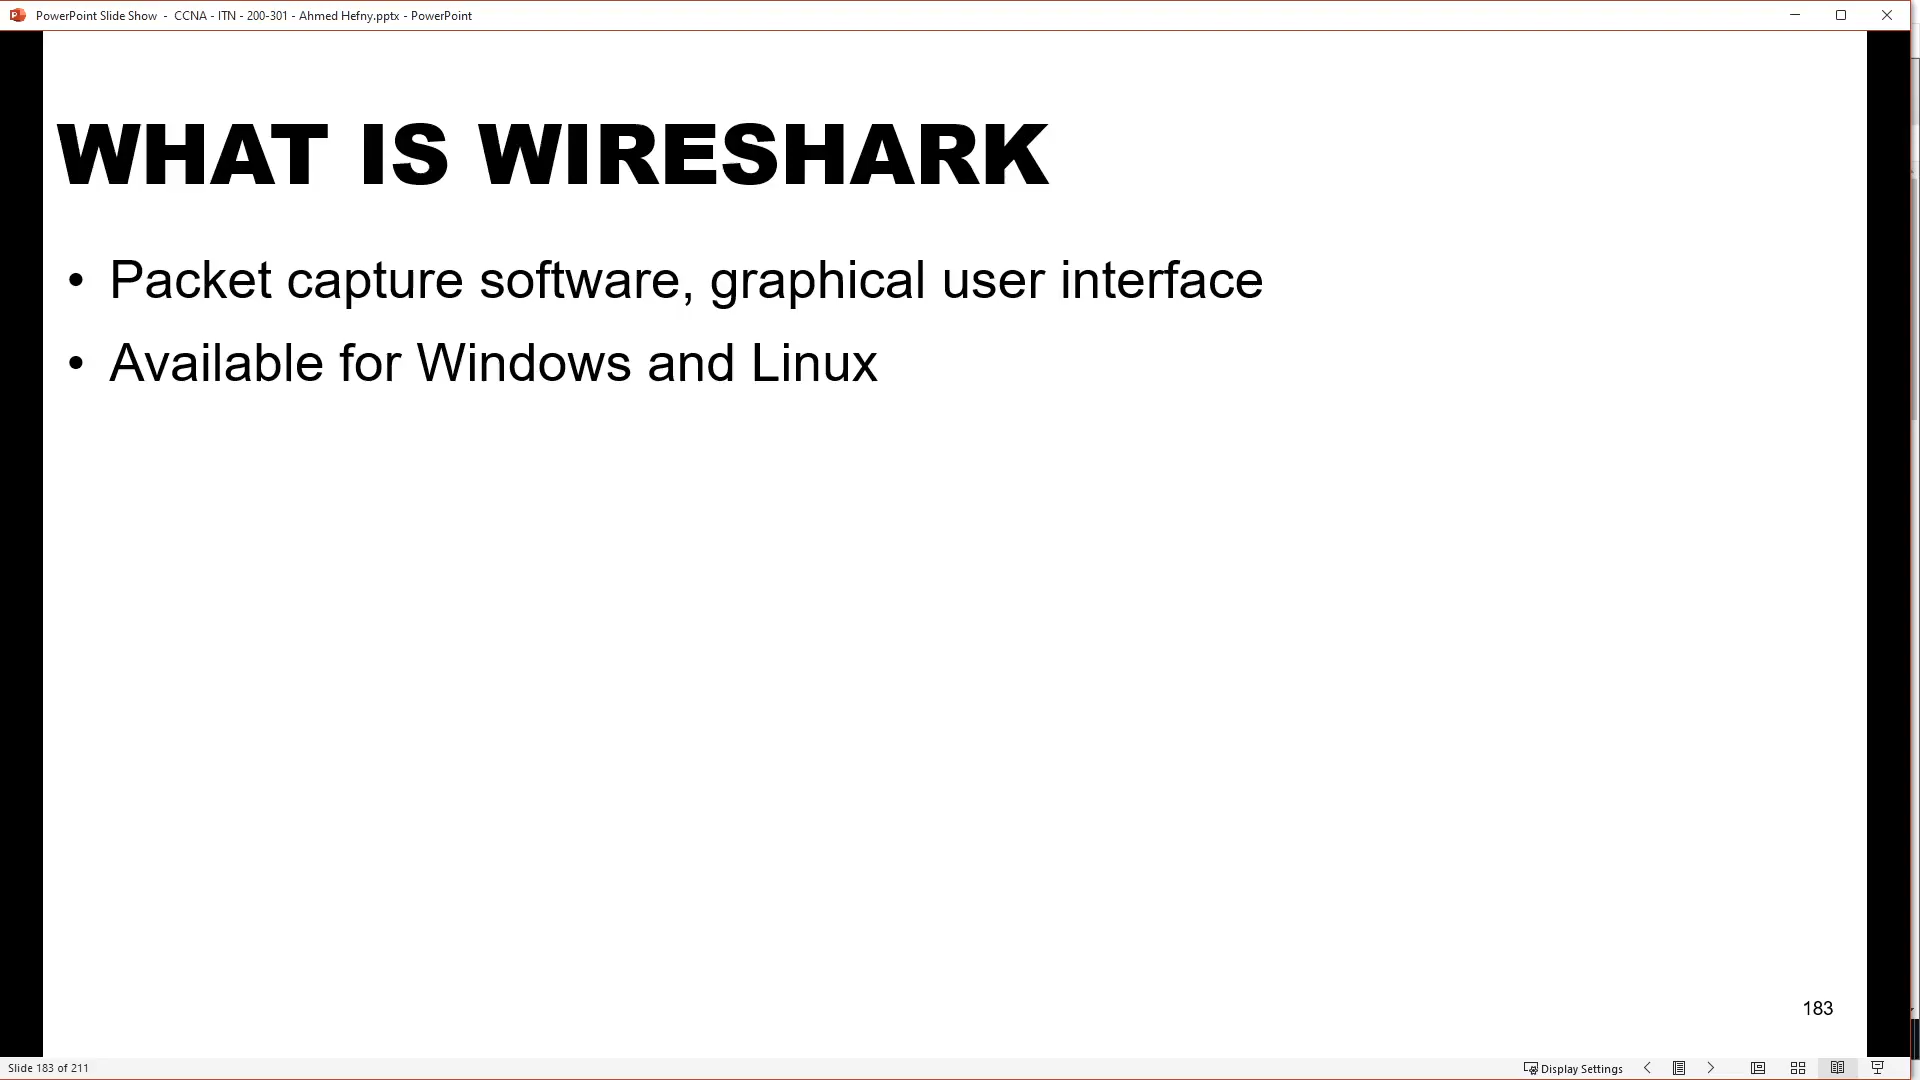 PowerPoint Slide Show - CCNA - ITN - 200-301 - Ahmed Hefny.pptx - PowerPoint
WHAT IS WIRESHARK
• Packet capture software, graphical user interface
• Available for Windows and Linux
183
Slide 183 of 211
Display Settings